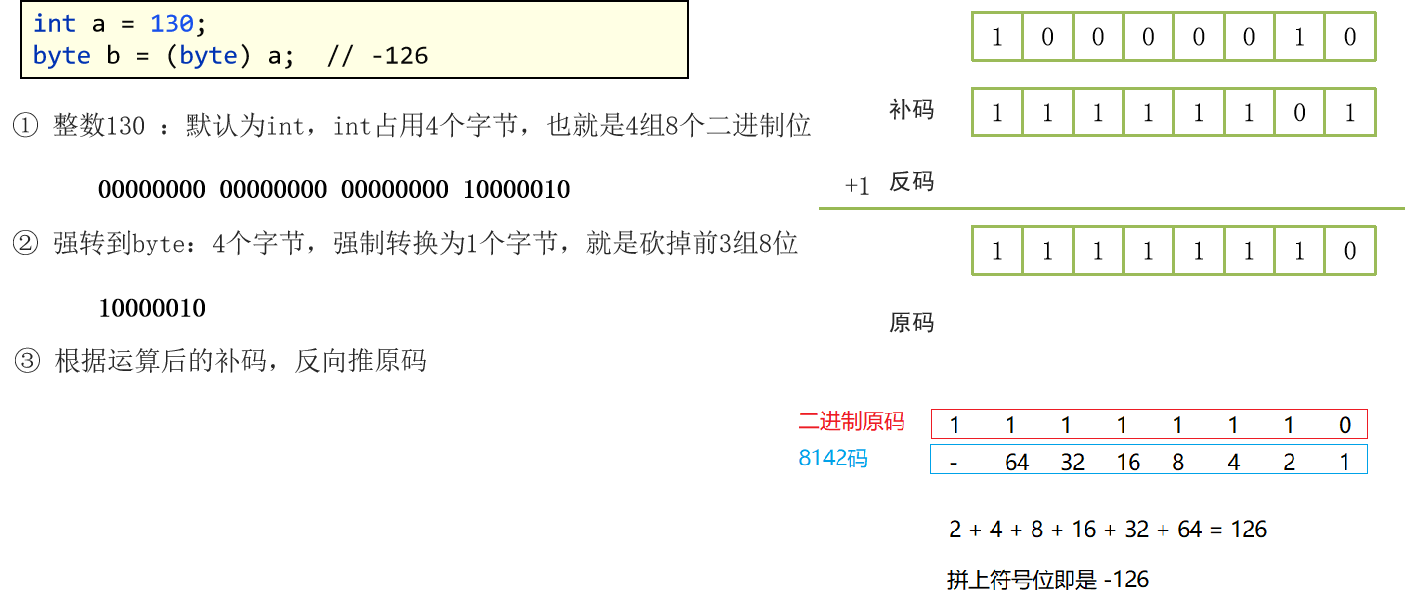 int a = 130;
byte b = (byte) a;  // -126
① 整数130 : 默认为int，int占用4个字节，也就是4组8个二进制位
00000000 00000000 00000000 10000010
② 强转到byte：4个字节，强制转换为1个字节，就是砍掉前3组8位
10000010
③ 根据运算后的补码，反向推原码
1 0 0 0 0 0 1 0
补码 1 1 1 1 1 1 0 1
+1 反码
1 1 1 1 1 1 1 0
原码
二进制原码 1 1 1 1 1 1 1 0
8142码 - 64 32 16 8 4 2 1
2 + 4 + 8 + 16 + 32 + 64 = 126
拼上符号位即是 -126